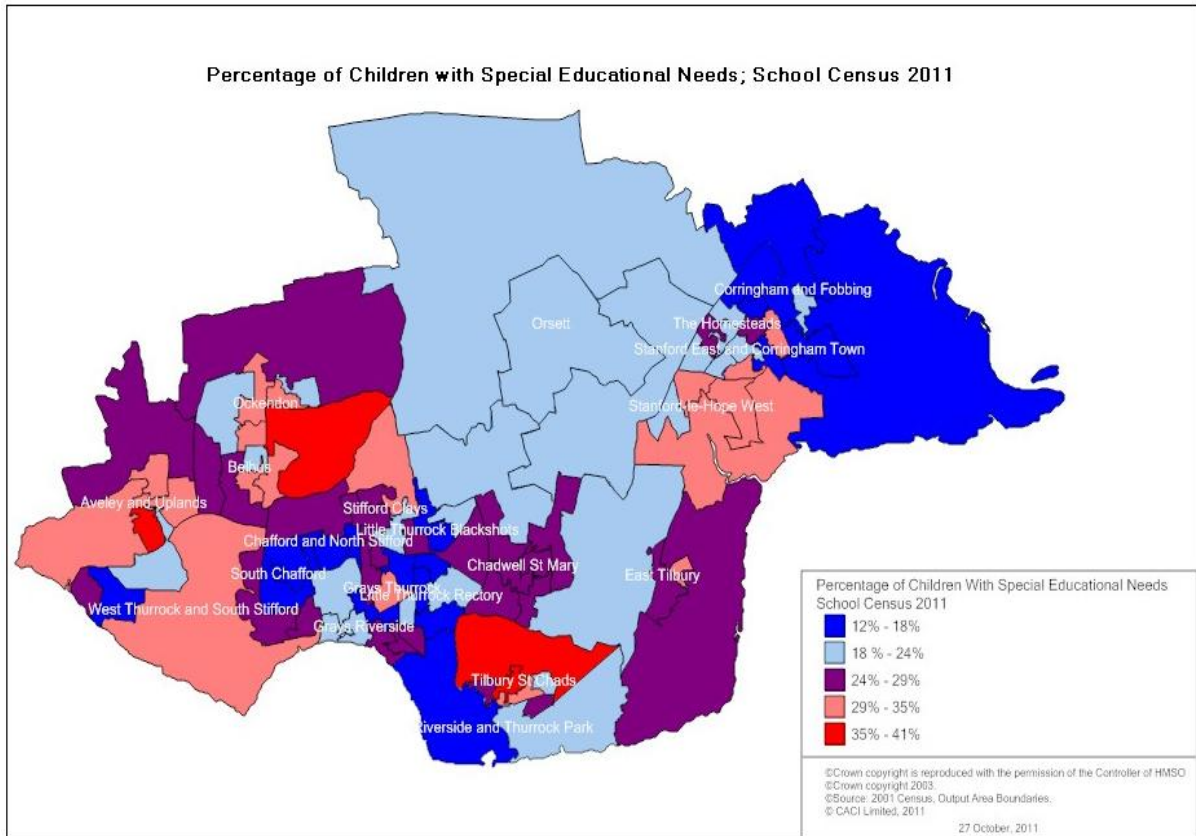 Percentage of Children with Special Educational Needs; School Census 2011
Corringham and Fobbing
Orsett
The Homesteads
Stanford East and Corringham Town
Ockendon
Stanford-le-Hope West
Belhus
Aveley and Uplands
Stifford Clays
Little Thurrock Blackshots
Chafford and North Stifford
Chadwell St Mary
South Chafford
East Tilbury
Grays Thurrock
Little Thurrock Rectory
West Thurrock and South Stifford
Grays Riverside
Tilbury St Chads
Riverside and Thurrock Park
Percentage of Children With Special Educational Needs
School Census 2011
12% - 18%
18 % - 24%
24% - 29%
29% - 35%
35% - 41%
©Crown copyright is reproduced with the permission of the Controller of HMSO
©Crown copyright 2003.
©Source: 2001 Census, Output Area Boundaries.
© CACI Limited, 2011
27 October, 2011